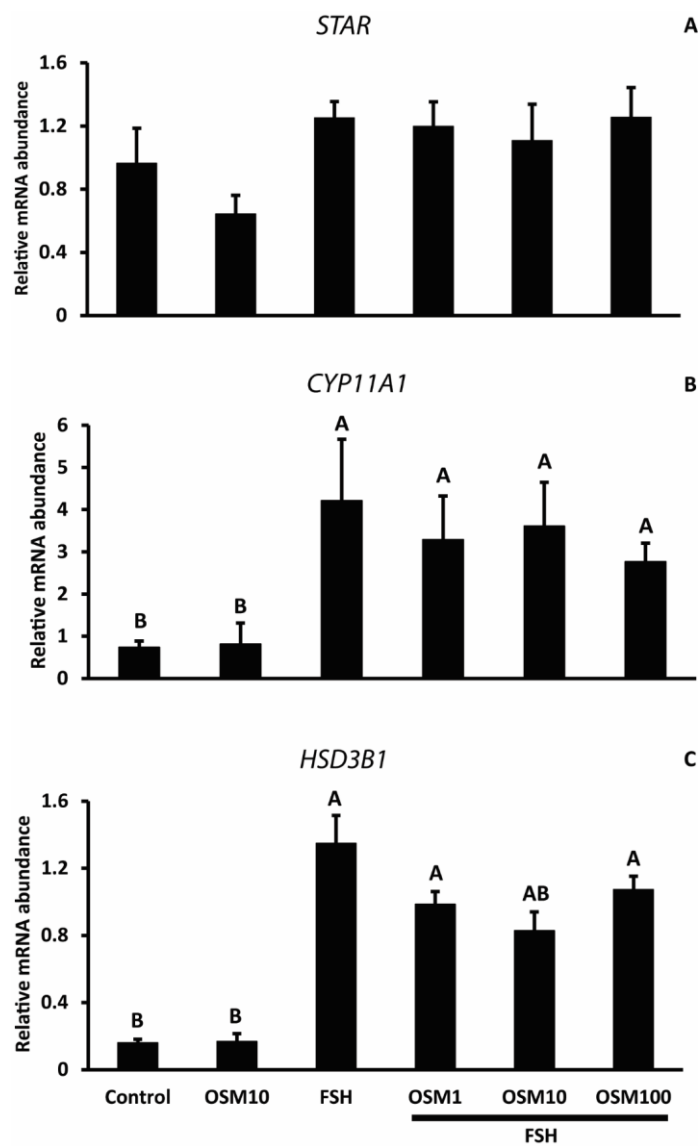 STAR
A
Relative mRNA abundance
1.6
1.2
0.8
0.4
0
CYP11A1
B
Relative mRNA abundance
6
5
4
3
2
1
0
B
B
A
A
A
A
HSD3B1
C
Relative mRNA abundance
1.6
1.2
0.8
0.4
0
B
B
A
A
AB
A
Control OSM10 FSH OSM1 OSM10 OSM100
FSH